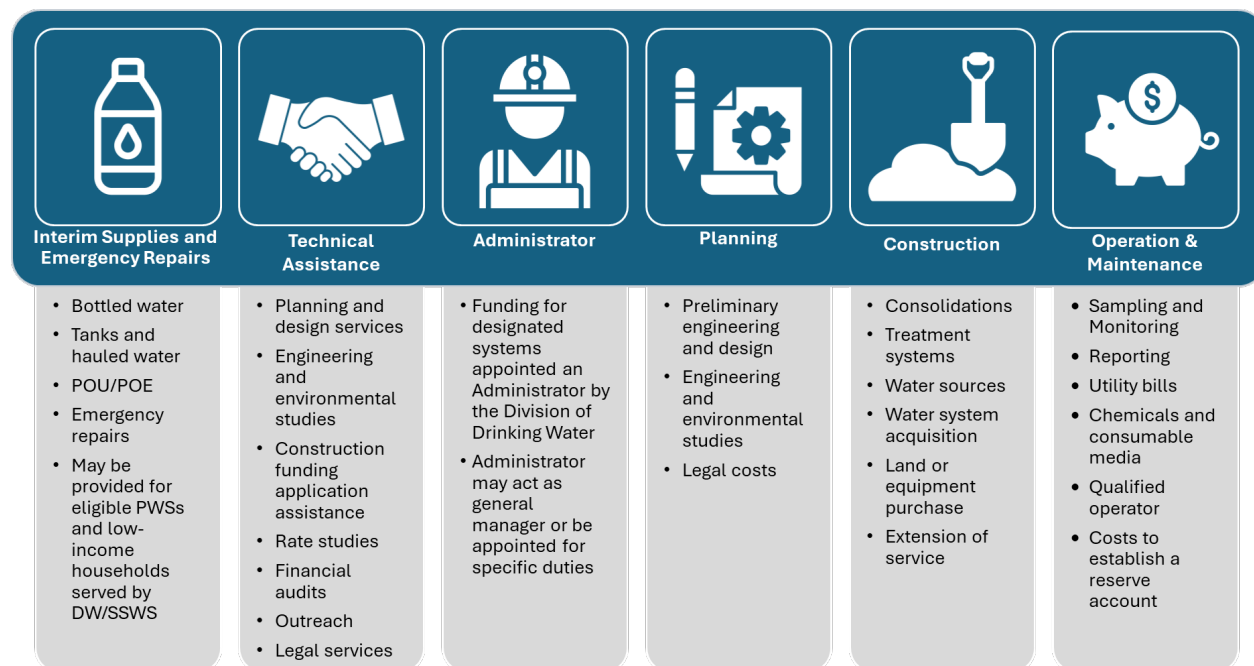 $
Interim Supplies and
Emergency Repairs
Technical
Assistance
Administrator
Planning
Construction
Operation &
Maintenance
• Bottled water
• Tanks and
hauled water
• POU/POE
• Emergency
repairs
• May be
provided for
eligible PWSs
and low-
income
households
served by
DW/SSWS
• Planning and
design services
• Engineering
and
environmental
studies
• Construction
funding
application
assistance
• Rate studies
• Financial
audits
• Outreach
• Legal services
• Funding for
designated
systems
appointed an
Administrator by
the Division of
Drinking Water
• Administrator
may act as
general
manager or be
appointed for
specific duties
• Preliminary
engineering
and design
• Engineering
and
environmental
studies
• Legal costs
• Consolidations
• Treatment
systems
• Water sources
• Water system
acquisition
• Land or
equipment
purchase
• Extension of
service
• Sampling and
Monitoring
• Reporting
• Utility bills
• Chemicals and
consumable
media
• Qualified
operator
• Costs to
establish a
reserve
account